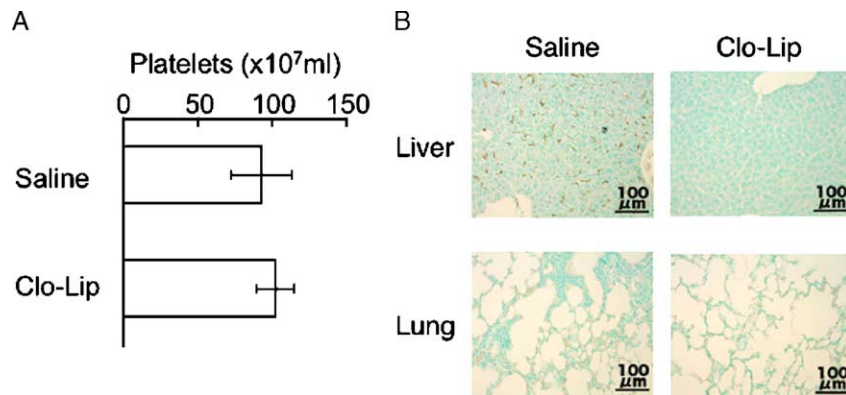 A
Platelets (x10⁷ml)
0 50 100 150
Saline
Clo-Lip
B
Saline Clo-Lip
Liver
100 µm 100 µm
Lung
100 µm 100 µm